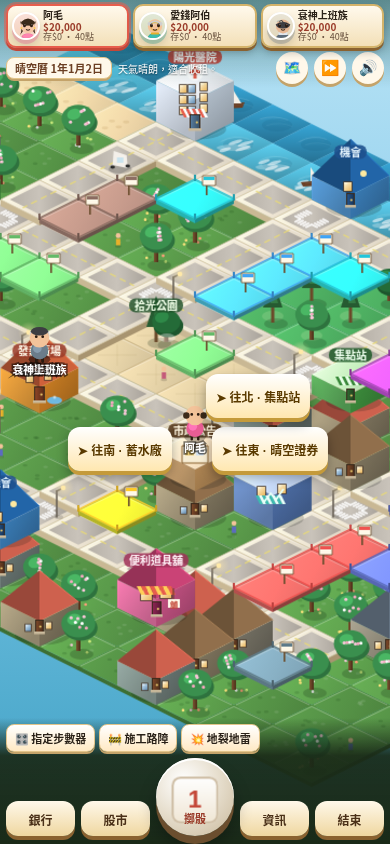 阿毛
$20,000
存$0・40點
愛錢阿伯
$20,000
存$0・40點
衰神上班族
$20,000
存$0・40點
晴空曆 1年1月2日
天氣晴朗，適合收租。
陽光醫院
機會
拾光公園
集點站
衰神上班族
➤ 往北 · 集點站
阿毛
➤ 往南 · 蓄水廠
➤ 往東 · 晴空證券
便利道具舖
指定步數器
施工路障
地裂地雷
1
擲骰
銀行
股市
資訊
結束